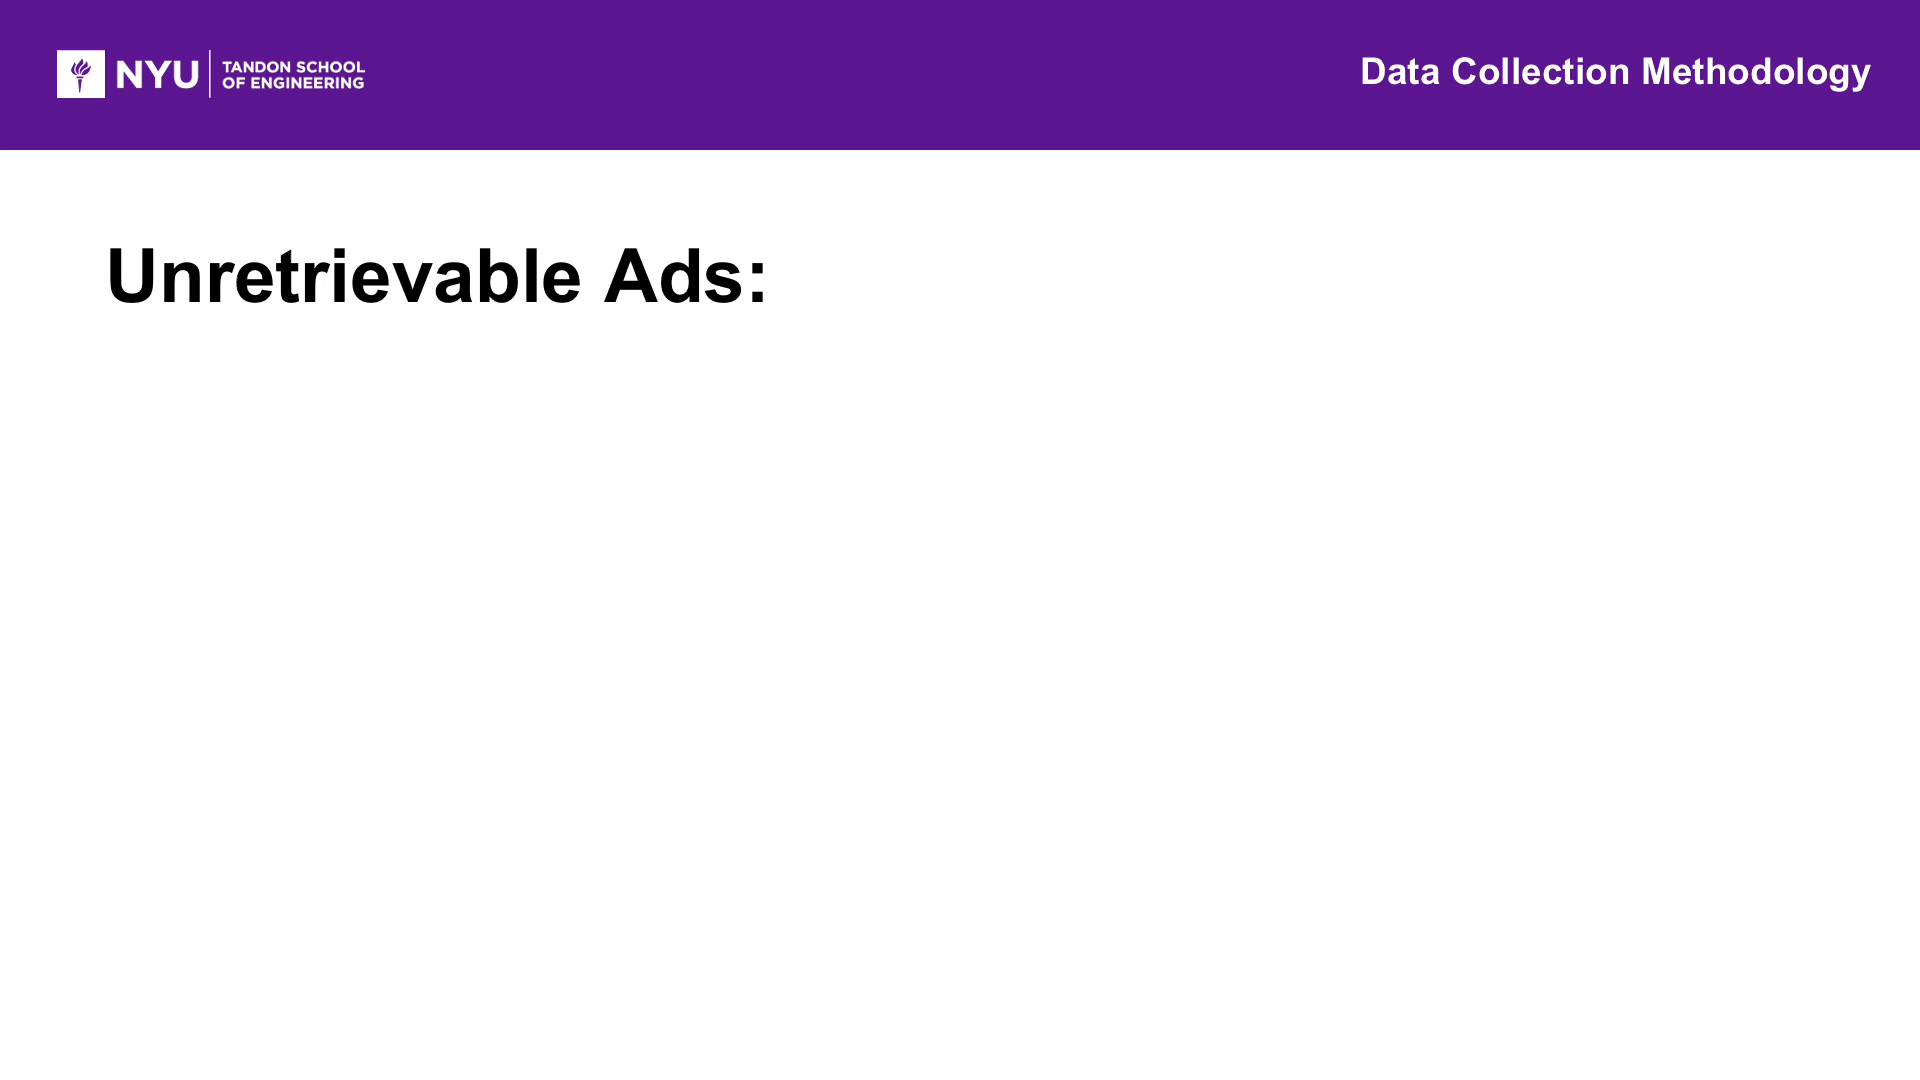 NYU
TANDON SCHOOL
OF ENGINEERING
Data Collection Methodology
Unretrievable Ads: